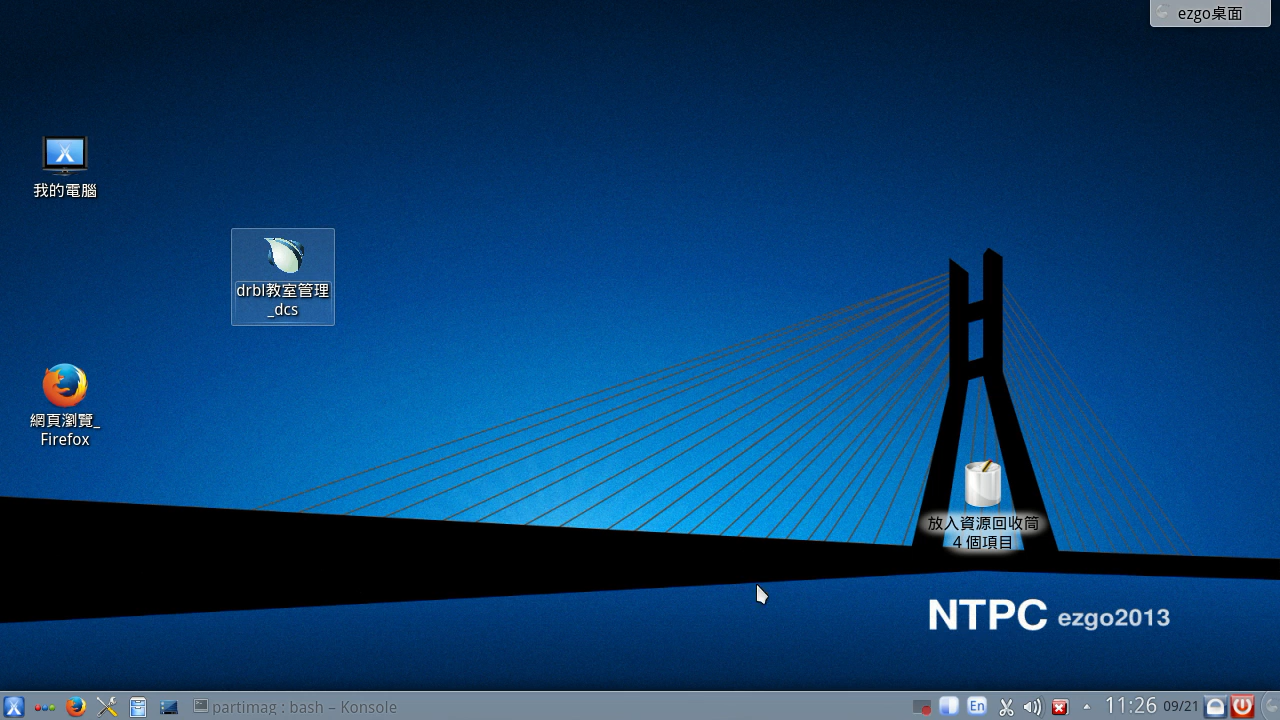 ezgo桌面
我的電腦
drbl教室管理
_dcs
網頁瀏覽_
Firefox
放入資源回收筒
4 個項目
NTPC ezgo2013
partimag : bash – Konsole
En
11:26 09/21